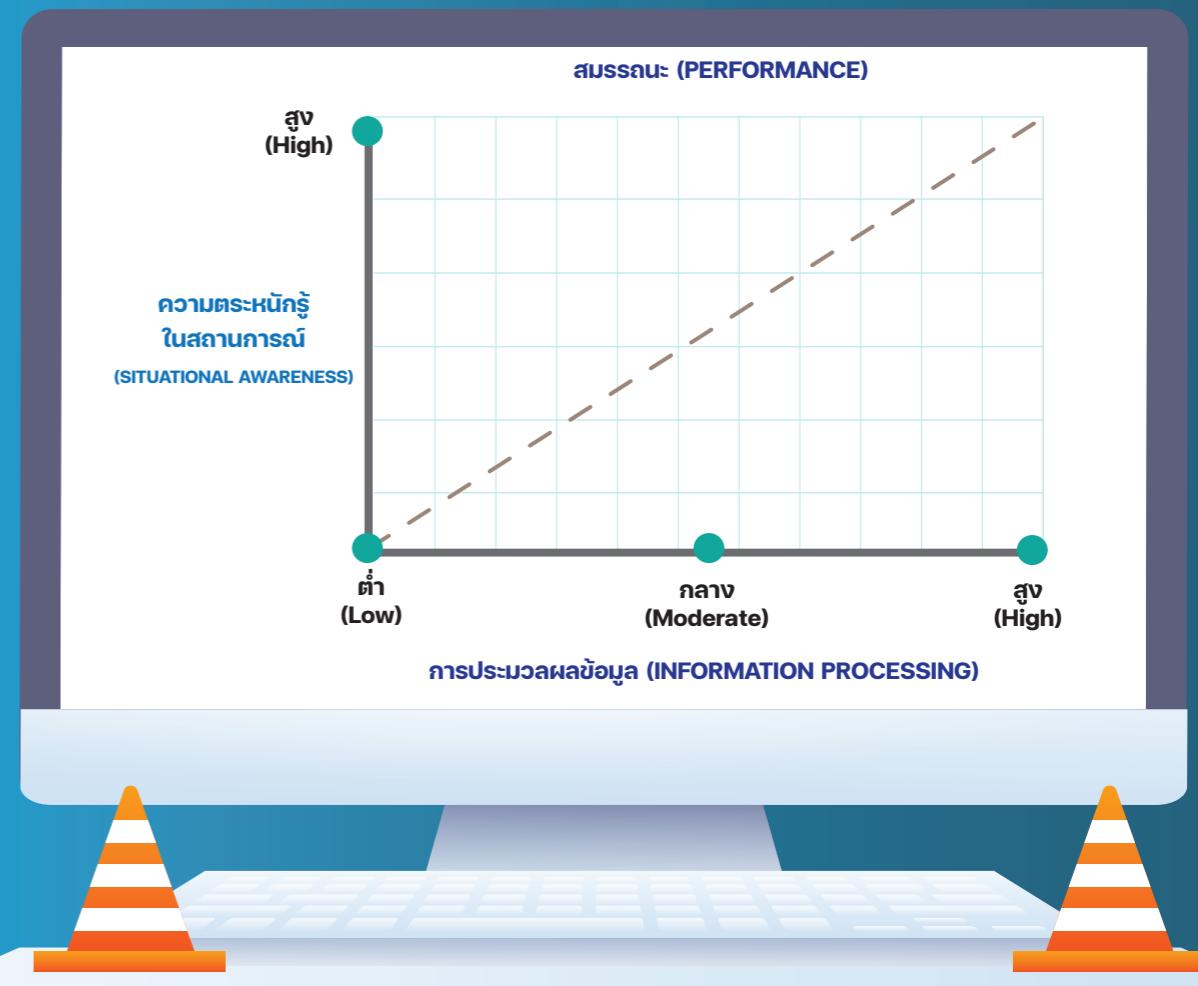 สมรรถนะ (PERFORMANCE)
สูง
(High)
ความตระหนักรู้
ในสถานการณ์
(SITUATIONAL AWARENESS)
ต่ำ
(Low)
กลาง
(Moderate)
สูง
(High)
การประมวลผลข้อมูล (INFORMATION PROCESSING)